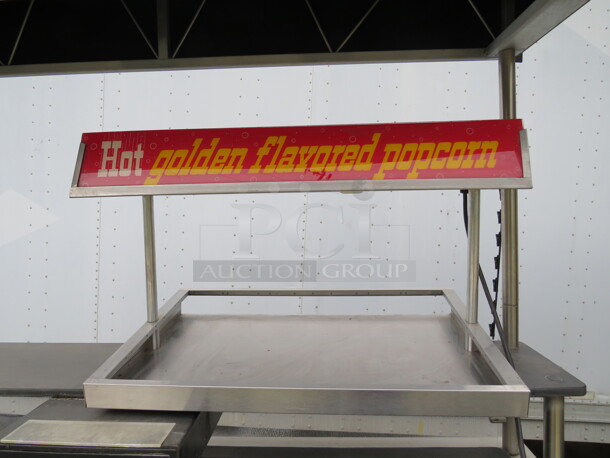 Hot golden flavored popcorn
PCi
AUCTION GROUP